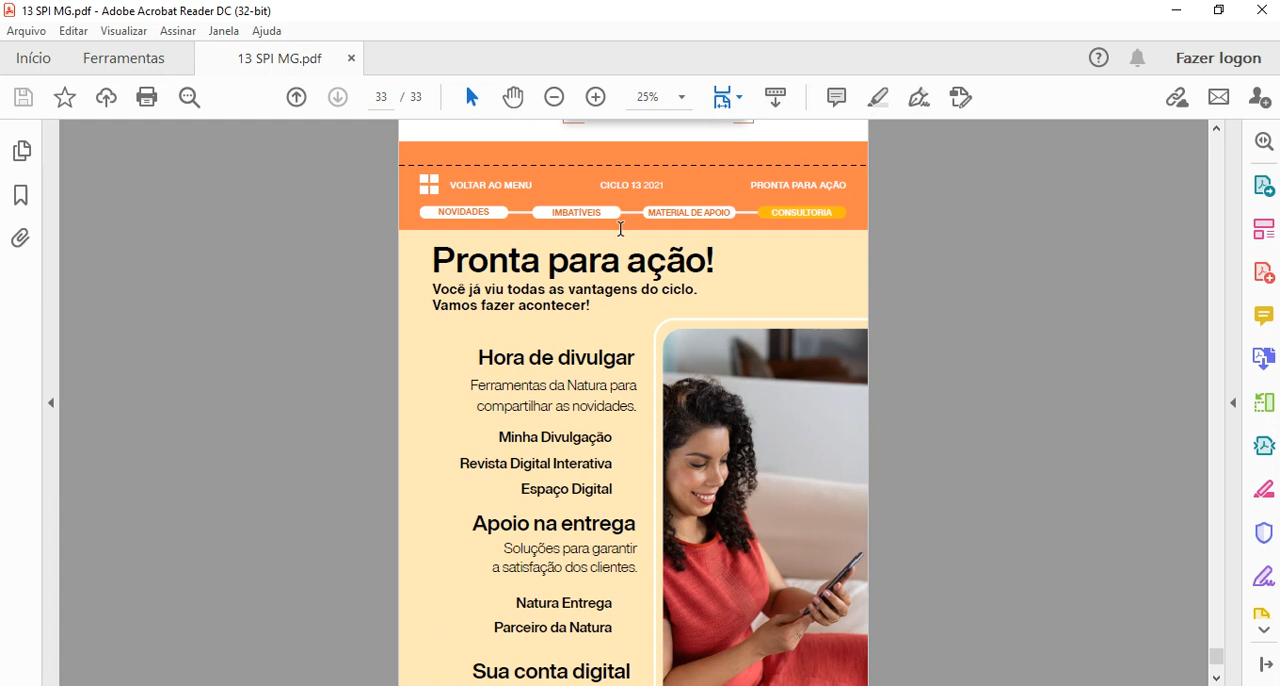 13 SPI MG.pdf - Adobe Acrobat Reader DC (32-bit)
Arquivo Editar Visualizar Assinar Janela Ajuda
Início Ferramentas 13 SPI MG.pdf Fazer logon
33 / 33 25%
VOLTAR AO MENU CICLO 13 2021 PRONTA PARA AÇÃO
NOVIDADES IMBATÍVEIS MATERIAL DE APOIO CONSULTORIA
Pronta para ação!
Você já viu todas as vantagens do ciclo.
Vamos fazer acontecer!
Hora de divulgar
Ferramentas da Natura para
compartilhar as novidades.
Minha Divulgação
Revista Digital Interativa
Espaço Digital
Apoio na entrega
Soluções para garantir
a satisfação dos clientes.
Natura Entrega
Parceiro da Natura
Sua conta digital